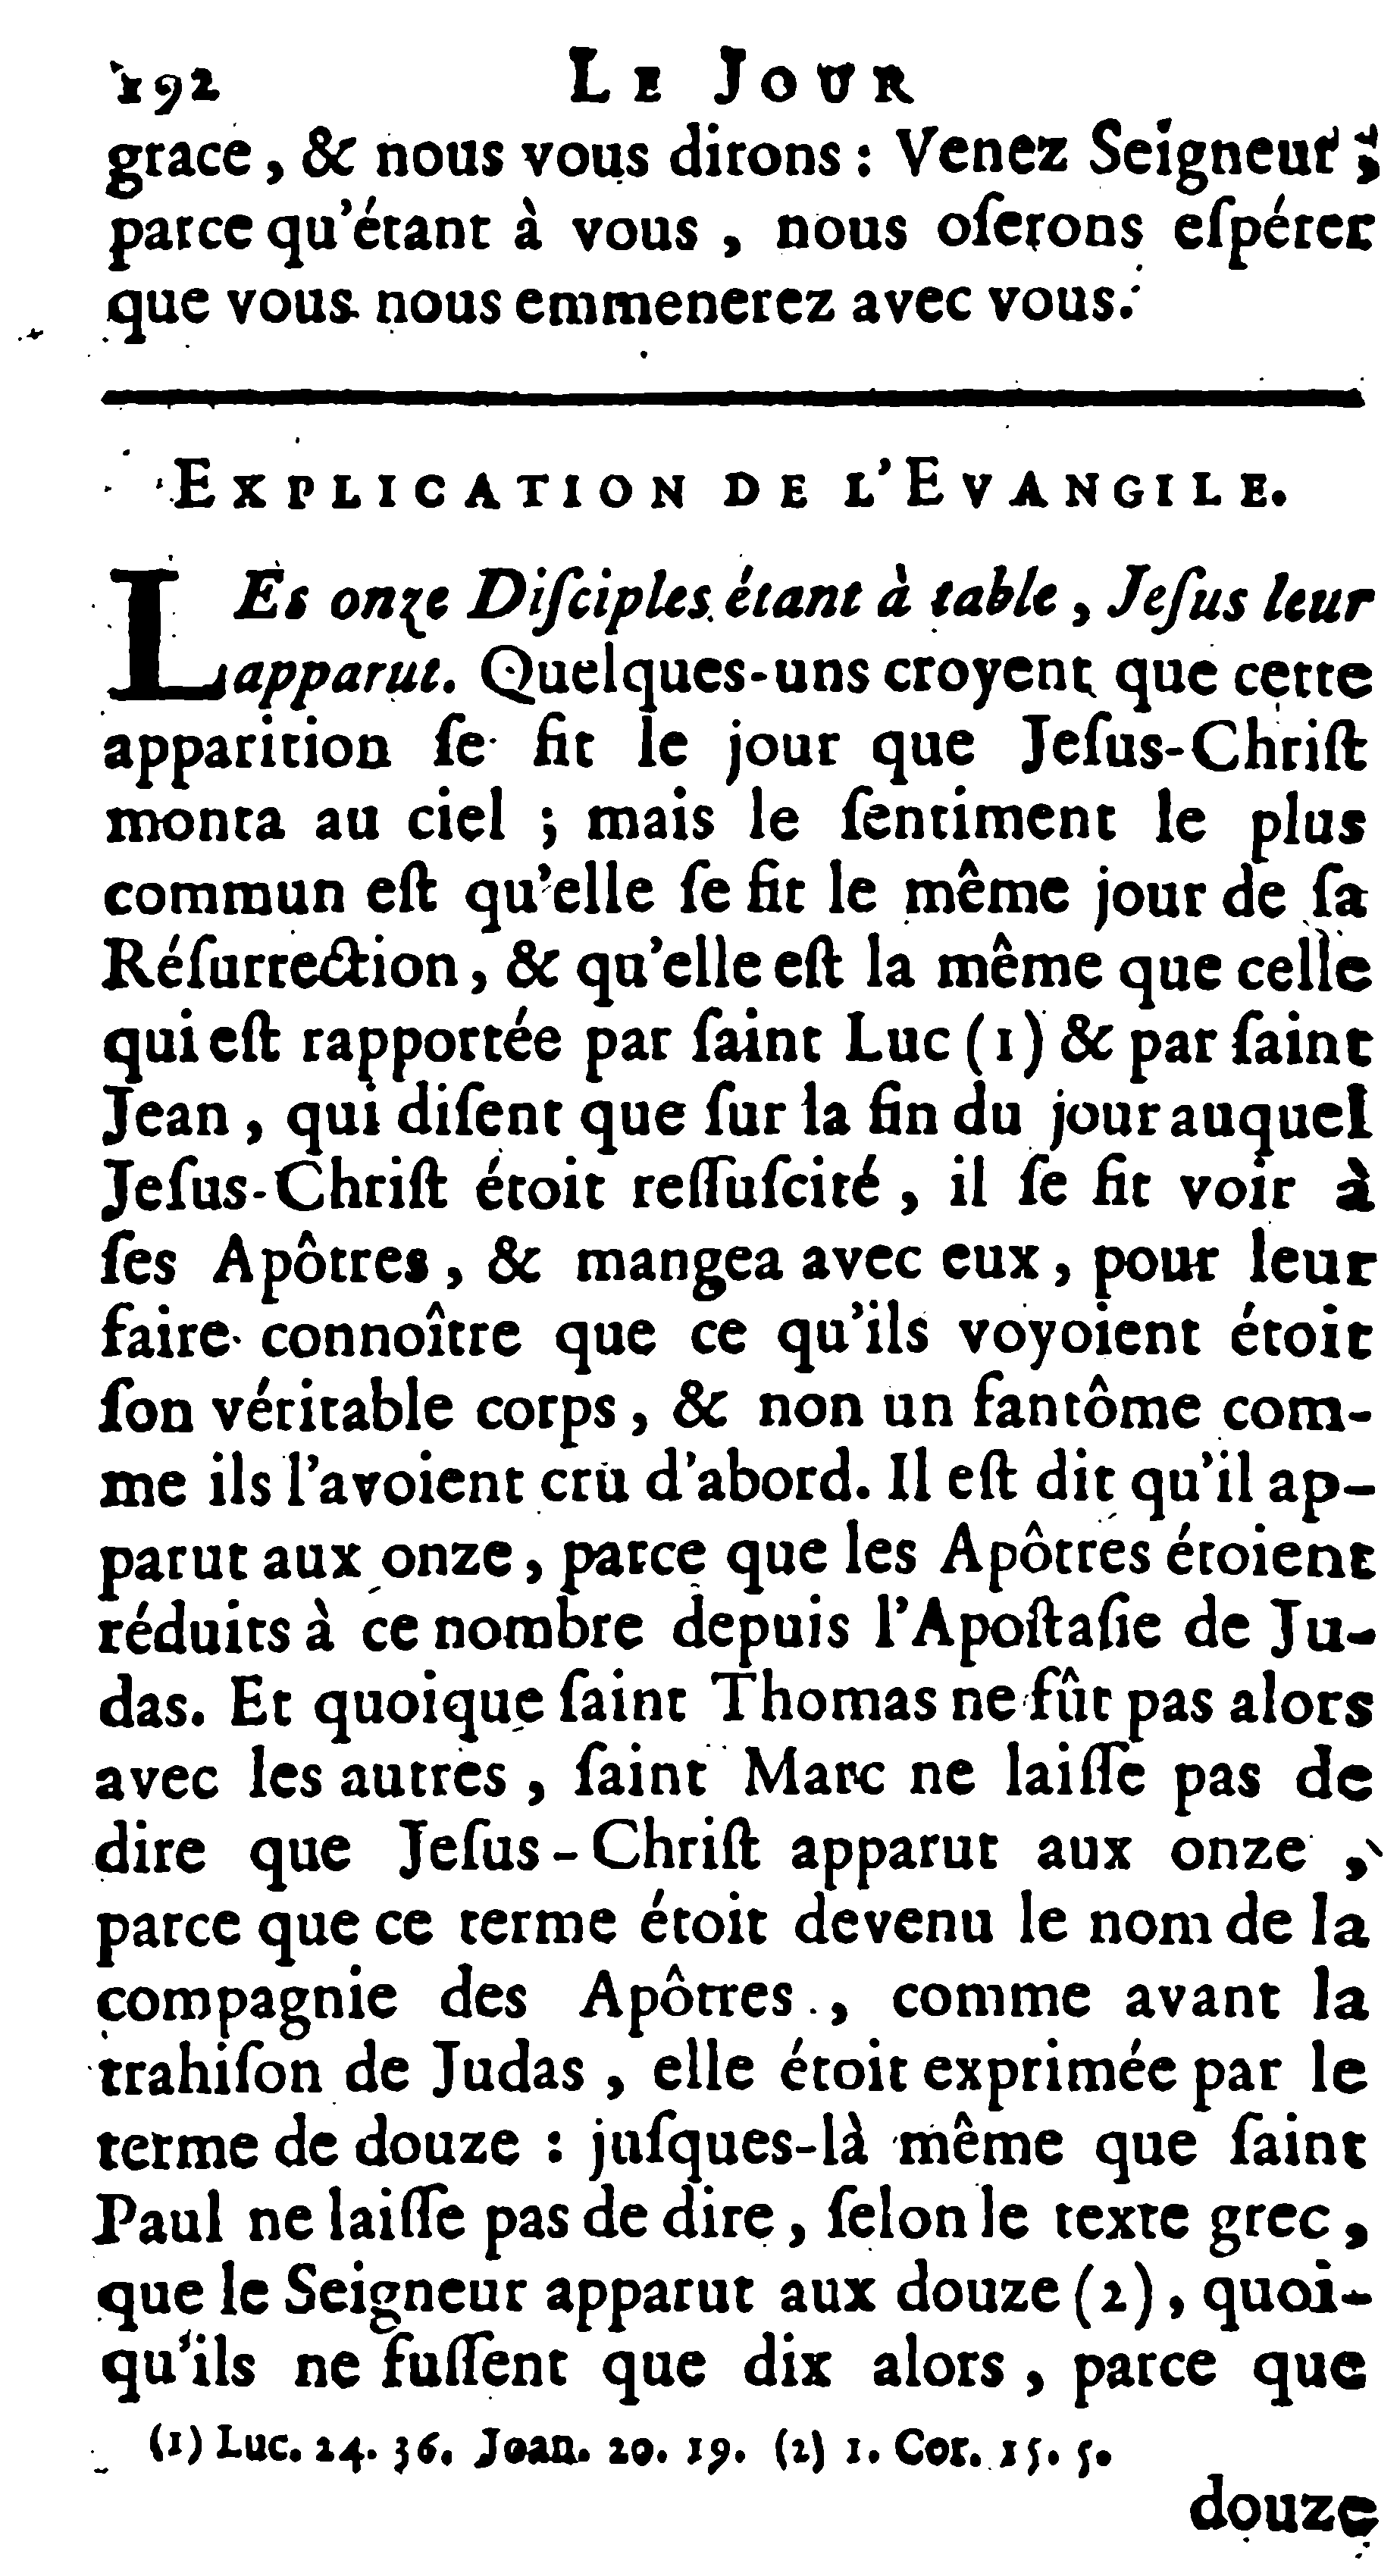 192 LE JOUR
grace, & nous vous dirons : Venez Seigneur ;
parce qu'étant à vous, nous oſerons eſpérer
que vous nous emmenerez avec vous.
EXPLICATION DE L'EVANGILE.
LEs onze Diſciples étant à table, Jeſus leur
apparut. Quelques-uns croyent que cette
apparition ſe fit le jour que Jeſus-Chriſt
monta au ciel ; mais le ſentiment le plus
commun eſt qu'elle ſe fit le même jour de ſa
Réſurrection, & qu'elle eſt la même que celle
qui eſt rapportée par ſaint Luc (1) & par ſaint
Jean, qui diſent que ſur la fin du jour auquel
Jeſus-Chriſt étoit reſſuſcité, il ſe fit voir à
ſes Apôtres, & mangea avec eux, pour leur
faire connoître que ce qu'ils voyoient étoit
ſon véritable corps, & non un fantôme com-
me ils l'avoient cru d'abord. Il eſt dit qu'il ap-
parut aux onze, parce que les Apôtres étoient
réduits à ce nombre depuis l'Apoſtaſie de Ju-
das. Et quoique ſaint Thomas ne fût pas alors
avec les autres, ſaint Marc ne laiſſe pas de
dire que Jeſus-Chriſt apparut aux onze,
parce que ce terme étoit devenu le nom de la
compagnie des Apôtres, comme avant la
trahiſon de Judas, elle étoit exprimée par le
terme de douze : juſques-là même que ſaint
Paul ne laiſſe pas de dire, ſelon le texte grec,
que le Seigneur apparut aux douze (2), quoi-
qu'ils ne fuſſent que dix alors, parce que
(1) Luc. 24. 36. Joan. 20. 19. (2) 1. Cor. 15. 5.
douze